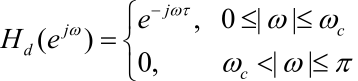 H_d(e^{jω}) = { e^{-jωτ}, 0≤|ω|≤ω_c
0, ω_c<|ω|≤π